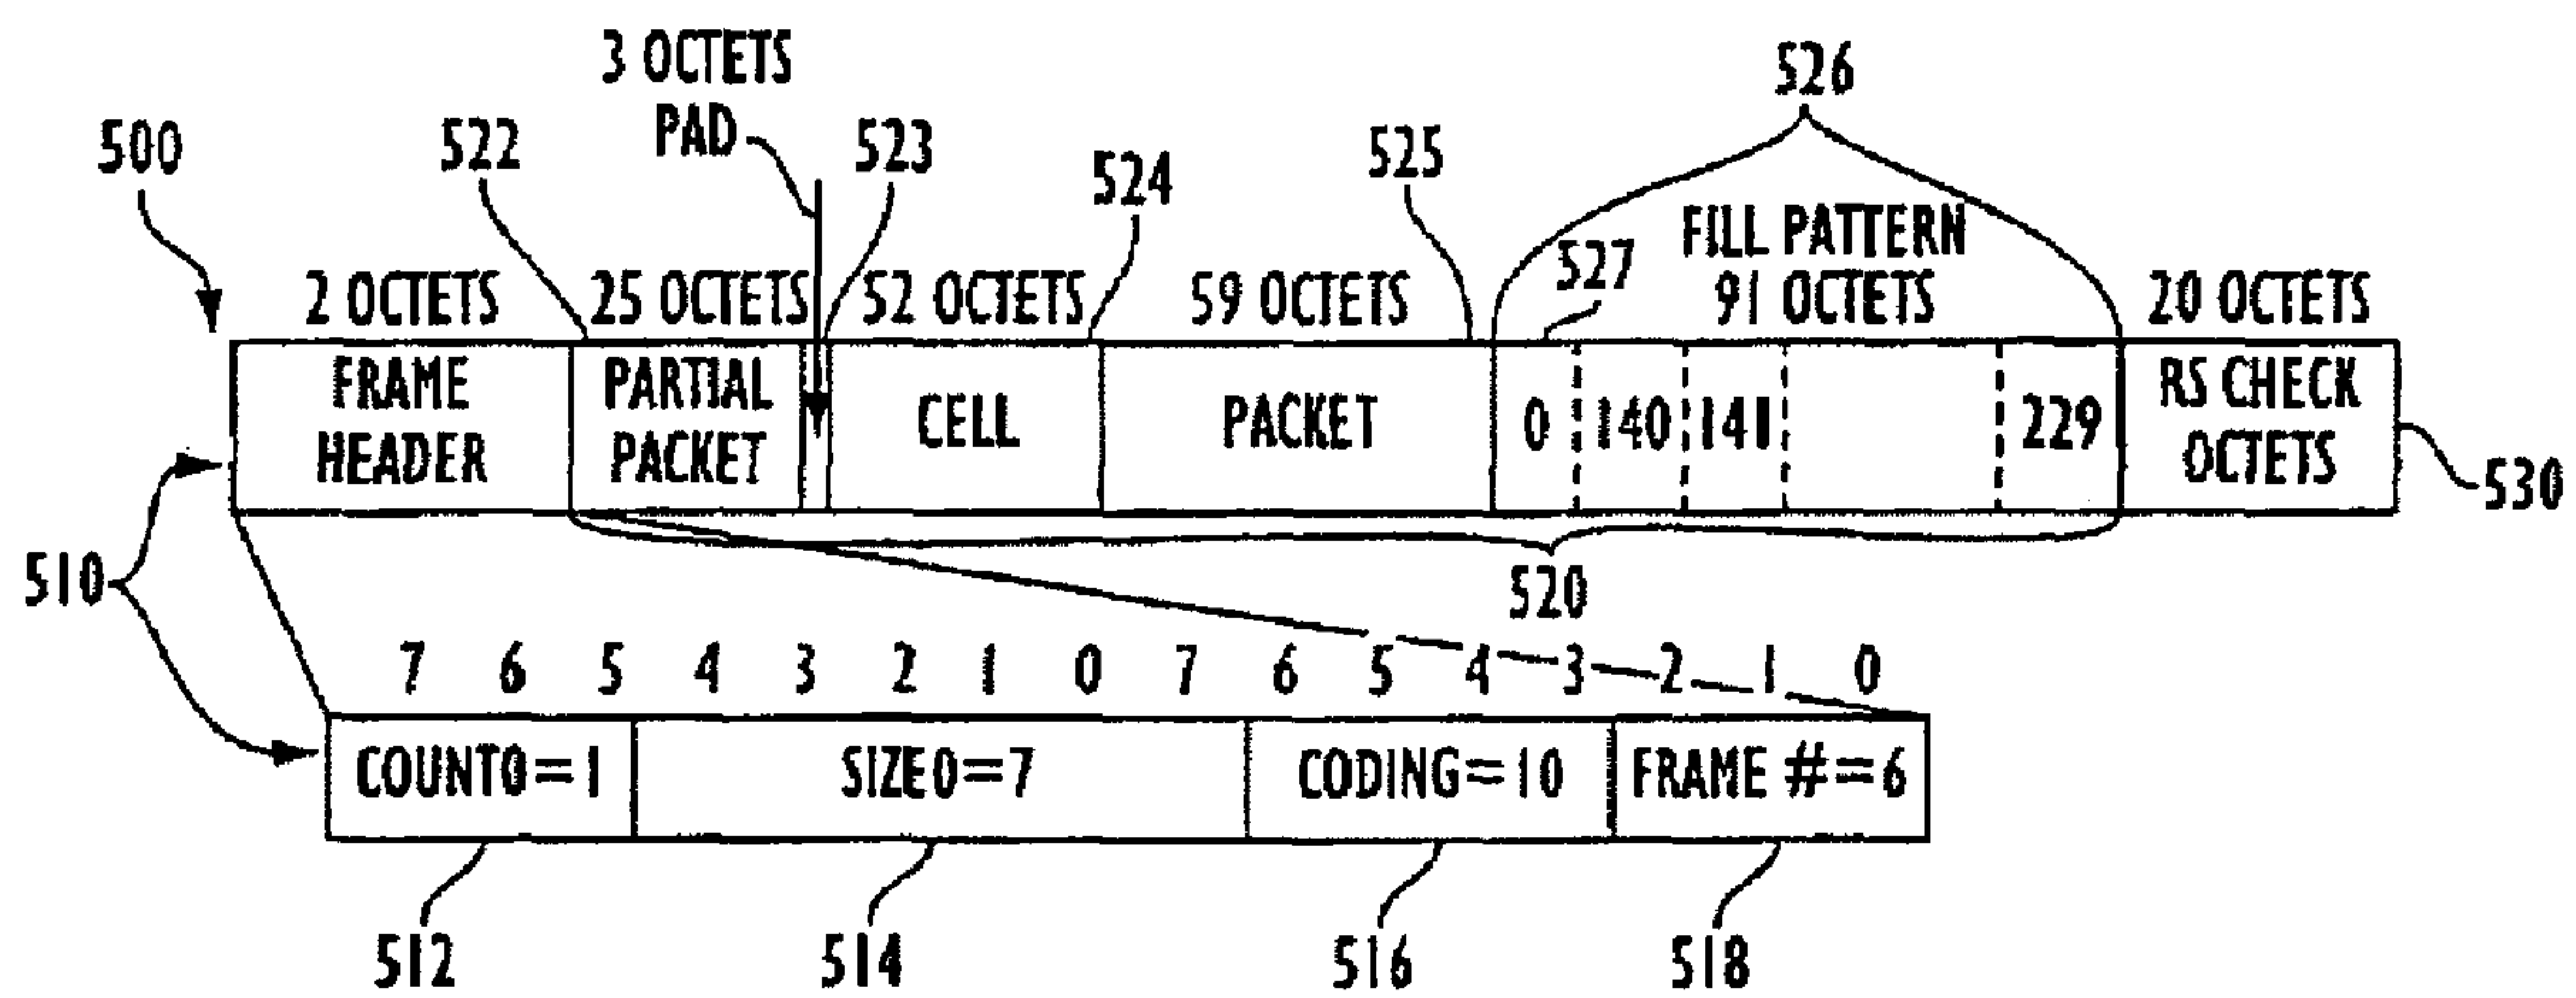 3 OCTETS
PAD
500
522
523
524
525
526
527
FILL PATTERN
2 OCTETS 25 OCTETS 52 OCTETS 59 OCTETS 91 OCTETS 20 OCTETS
FRAME
HEADER
PARTIAL
PACKET
CELL
PACKET
0 140 141 229
RS CHECK
OCTETS
530
510
520
7 6 5 4 3 2 1 0 7 6 5 4 3 2 1 0
COUNT0=1 SIZE0=7 CODING=10 FRAME #=6
512 514 516 518